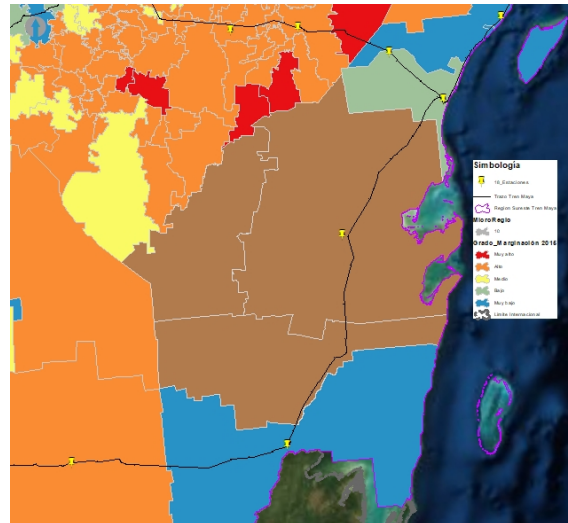 Simbología
10_Estaciones
Tramo Tren Maya
Region Sureste Tren Maya
MicroRegio
10
Grado_Marginación 2015
Muy alto
Alto
Medio
Bajo
Muy bajo
Limite Internacional